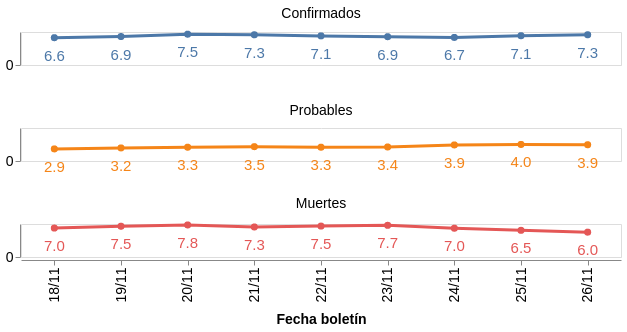 Confirmados
0
6.6 6.9 7.5 7.3 7.1 6.9 6.7 7.1 7.3
Probables
0
2.9 3.2 3.3 3.5 3.3 3.4 3.9 4.0 3.9
Muertes
0
7.0 7.5 7.8 7.3 7.5 7.7 7.0 6.5 6.0
18/11 19/11 20/11 21/11 22/11 23/11 24/11 25/11 26/11
Fecha boletín